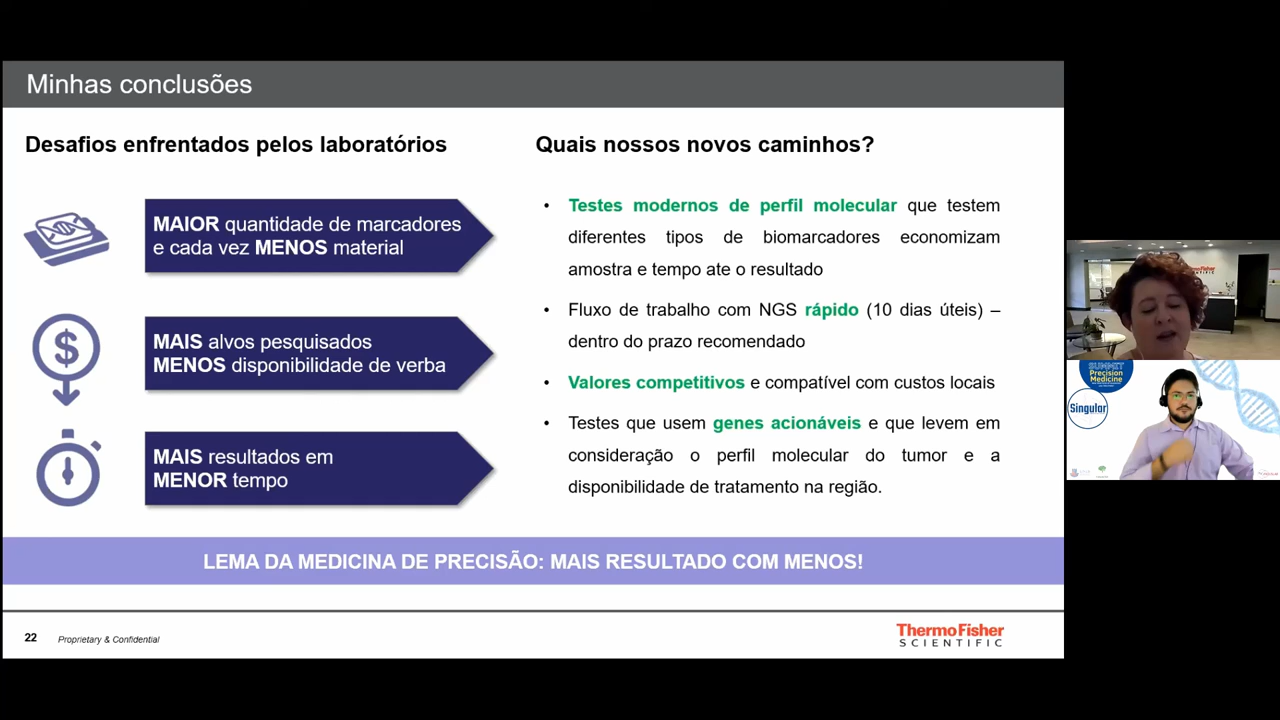 Minhas conclusões
Desafios enfrentados pelos laboratórios
MAIOR quantidade de marcadores
e cada vez MENOS material
MAIS alvos pesquisados
MENOS disponibilidade de verba
MAIS resultados em
MENOR tempo
Quais nossos novos caminhos?
• Testes modernos de perfil molecular que testem
diferentes tipos de biomarcadores economizam
amostra e tempo ate o resultado
• Fluxo de trabalho com NGS rápido (10 dias úteis) –
dentro do prazo recomendado
• Valores competitivos e compatível com custos locais
• Testes que usem genes acionáveis e que levem em
consideração o perfil molecular do tumor e a
disponibilidade de tratamento na região.
LEMA DA MEDICINA DE PRECISÃO: MAIS RESULTADO COM MENOS!
22
Proprietary & Confidential
ThermoFisher
SCIENTIFIC
ThermoFisher
SCIENTIFIC
SUMMIT
Precision
Medicine
Singular